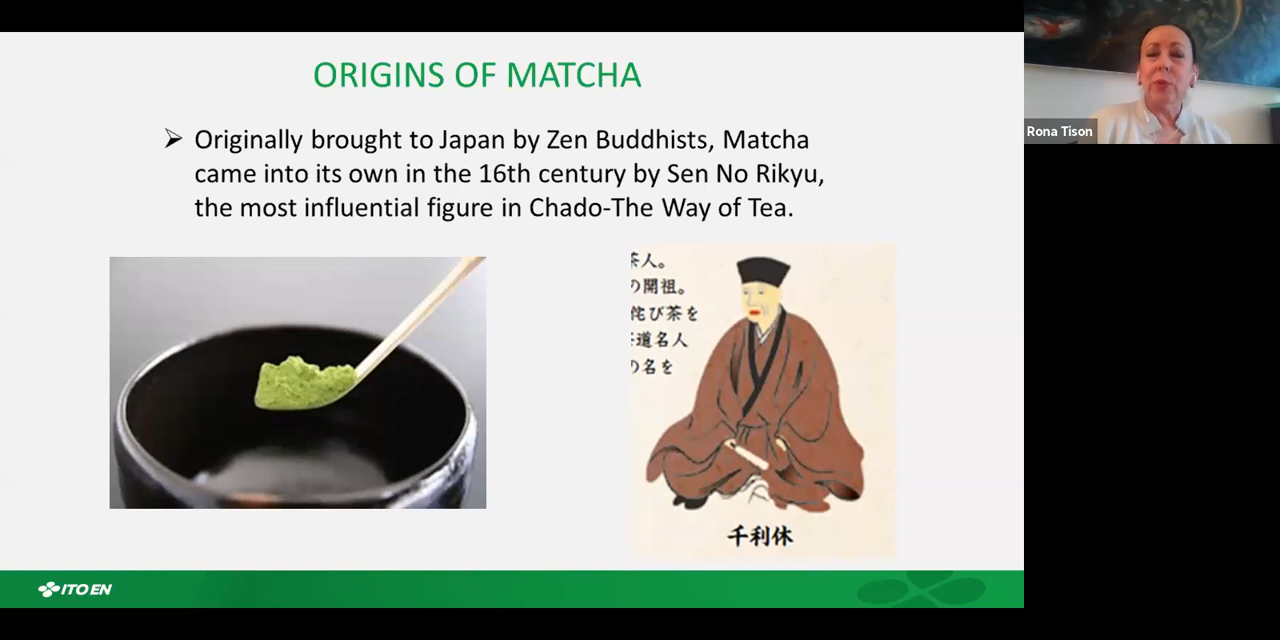 ORIGINS OF MATCHA
➢ Originally brought to Japan by Zen Buddhists, Matcha
came into its own in the 16th century by Sen No Rikyu,
the most influential figure in Chado-The Way of Tea.
茶人。
の開祖。
侘び茶を
茶道名人
の名を
千利休
ITO EN
Rona Tison